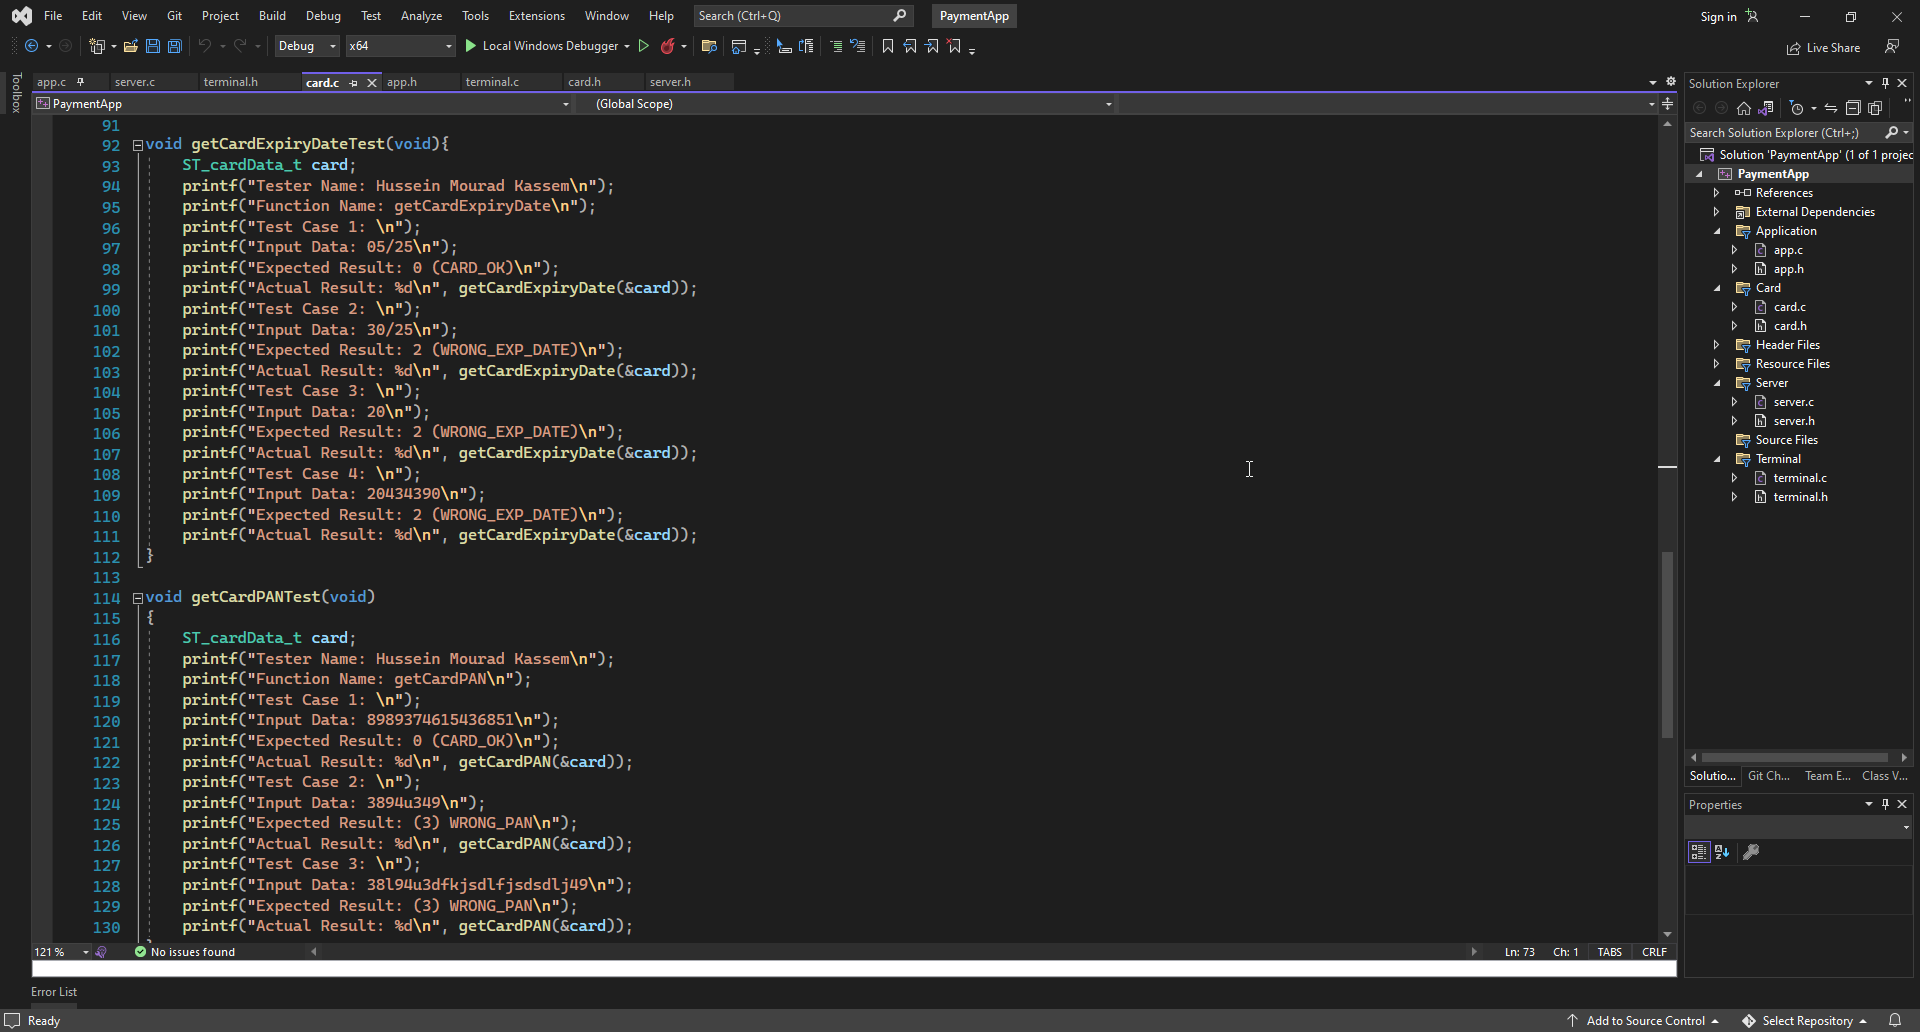 File Edit View Git Project Build Debug Test Analyze Tools Extensions Window Help Search (Ctrl+Q) PaymentApp Sign in
Debug x64 Local Windows Debugger Live Share
Toolbox
app.c server.c terminal.h card.c app.h terminal.c card.h server.h
PaymentApp (Global Scope)
91
92 void getCardExpiryDateTest(void){
93 ST_cardData_t card;
94 printf("Tester Name: Hussein Mourad Kassem\n");
95 printf("Function Name: getCardExpiryDate\n");
96 printf("Test Case 1: \n");
97 printf("Input Data: 05/25\n");
98 printf("Expected Result: 0 (CARD_OK)\n");
99 printf("Actual Result: %d\n", getCardExpiryDate(&card));
100 printf("Test Case 2: \n");
101 printf("Input Data: 30/25\n");
102 printf("Expected Result: 2 (WRONG_EXP_DATE)\n");
103 printf("Actual Result: %d\n", getCardExpiryDate(&card));
104 printf("Test Case 3: \n");
105 printf("Input Data: 20\n");
106 printf("Expected Result: 2 (WRONG_EXP_DATE)\n");
107 printf("Actual Result: %d\n", getCardExpiryDate(&card));
108 printf("Test Case 4: \n");
109 printf("Input Data: 20434390\n");
110 printf("Expected Result: 2 (WRONG_EXP_DATE)\n");
111 printf("Actual Result: %d\n", getCardExpiryDate(&card));
112 }
113
114 void getCardPANTest(void)
115 {
116 ST_cardData_t card;
117 printf("Tester Name: Hussein Mourad Kassem\n");
118 printf("Function Name: getCardPAN\n");
119 printf("Test Case 1: \n");
120 printf("Input Data: 8989374615436851\n");
121 printf("Expected Result: 0 (CARD_OK)\n");
122 printf("Actual Result: %d\n", getCardPAN(&card));
123 printf("Test Case 2: \n");
124 printf("Input Data: 3894u349\n");
125 printf("Expected Result: (3) WRONG_PAN\n");
126 printf("Actual Result: %d\n", getCardPAN(&card));
127 printf("Test Case 3: \n");
128 printf("Input Data: 38l94u3dfkjsdlfjsdsdlj49\n");
129 printf("Expected Result: (3) WRONG_PAN\n");
130 printf("Actual Result: %d\n", getCardPAN(&card));
121 % No issues found Ln: 73 Ch: 1 TABS CRLF
Solution Explorer
Search Solution Explorer (Ctrl+;)
Solution 'PaymentApp' (1 of 1 projec
PaymentApp
References
External Dependencies
Application
app.c
app.h
Card
card.c
card.h
Header Files
Resource Files
Server
server.c
server.h
Source Files
Terminal
terminal.c
terminal.h
Solutio... Git Ch... Team E... Class V...
Properties
Error List
Ready Add to Source Control Select Repository